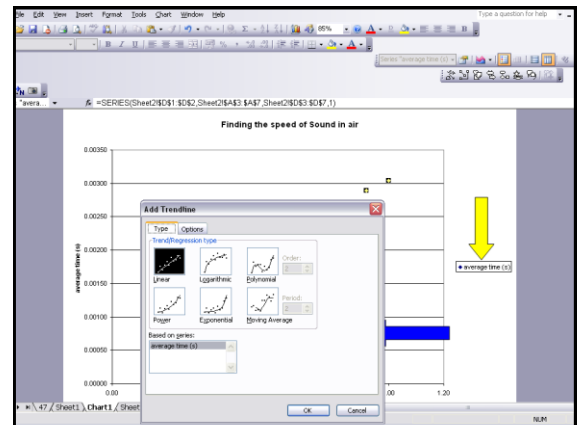 File Edit View Insert Format Tools Chart Window Help Type a question for help
85%
Series "average time (s)
"avera... fx =SERIES(Sheet2!$D$1:$D$2,Sheet2!$A$3:$A$7,Sheet2!$D$3:$D$7,1)
Finding the speed of Sound in air
0.00350
0.00300
0.00250
0.00200
0.00150
0.00100
0.00050
0.00000
average time (s)
0.00
.00
1.20
average time (s)
Add Trendline
Type Options
Trend/Regression type
Linear Logarithmic Polynomial
Order:
2
Power Exponential Moving Average
Period:
2
Based on series:
average time (s)
OK Cancel
47 / Sheet1 \ Chart1 / Sheet
NUM